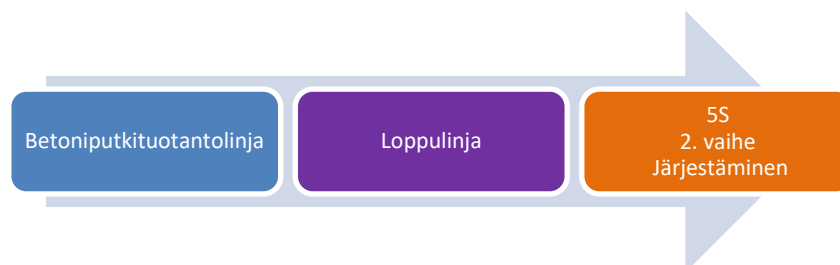 Betoniputkituotantolinja
Loppulinja
5S
2. vaihe
Järjestäminen